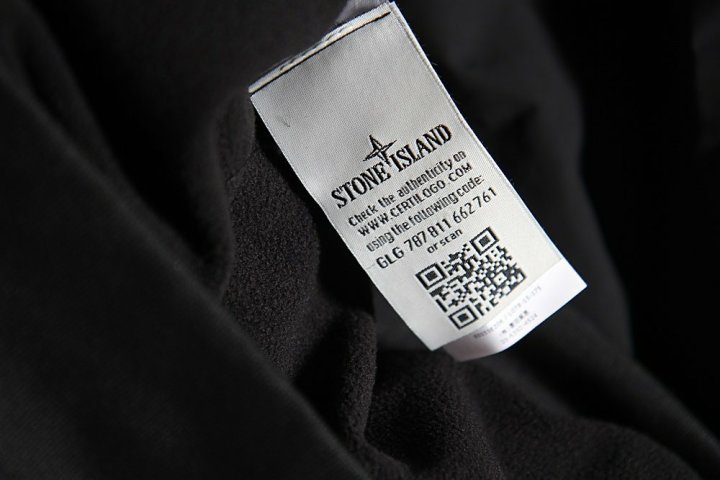 STONE ISLAND
Check the authenticity on
WWW.CERTILOGO.COM
using the following code:
GLG 787 811 662 761
or scan